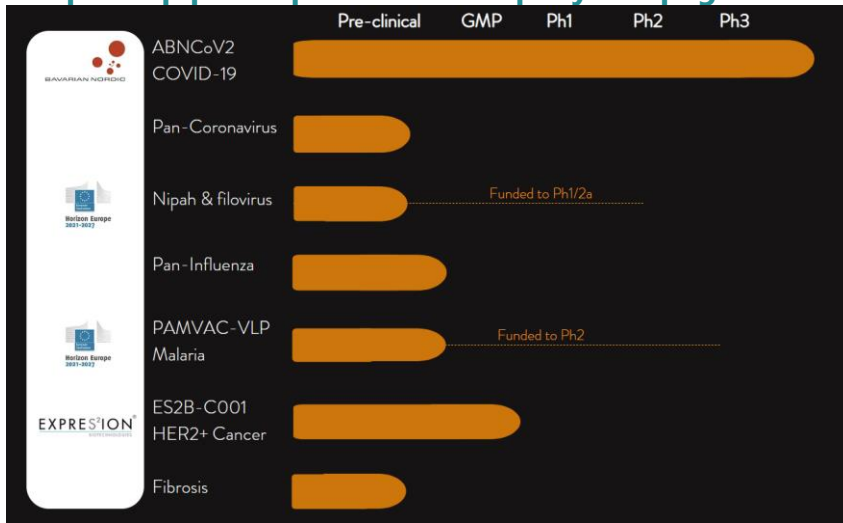 Pre-clinical GMP Ph1 Ph2 Ph3
BAVARIAN NORDIC
ABNCoV2
COVID-19
Pan-Coronavirus
Horizon Europe
2021-2027
Nipah & filovirus
Funded to Ph1/2a
Pan-Influenza
Horizon Europe
2021-2027
PAMVAC-VLP
Malaria
Funded to Ph2
EXPRES²ION®
ES2B-C001
HER2+ Cancer
Fibrosis